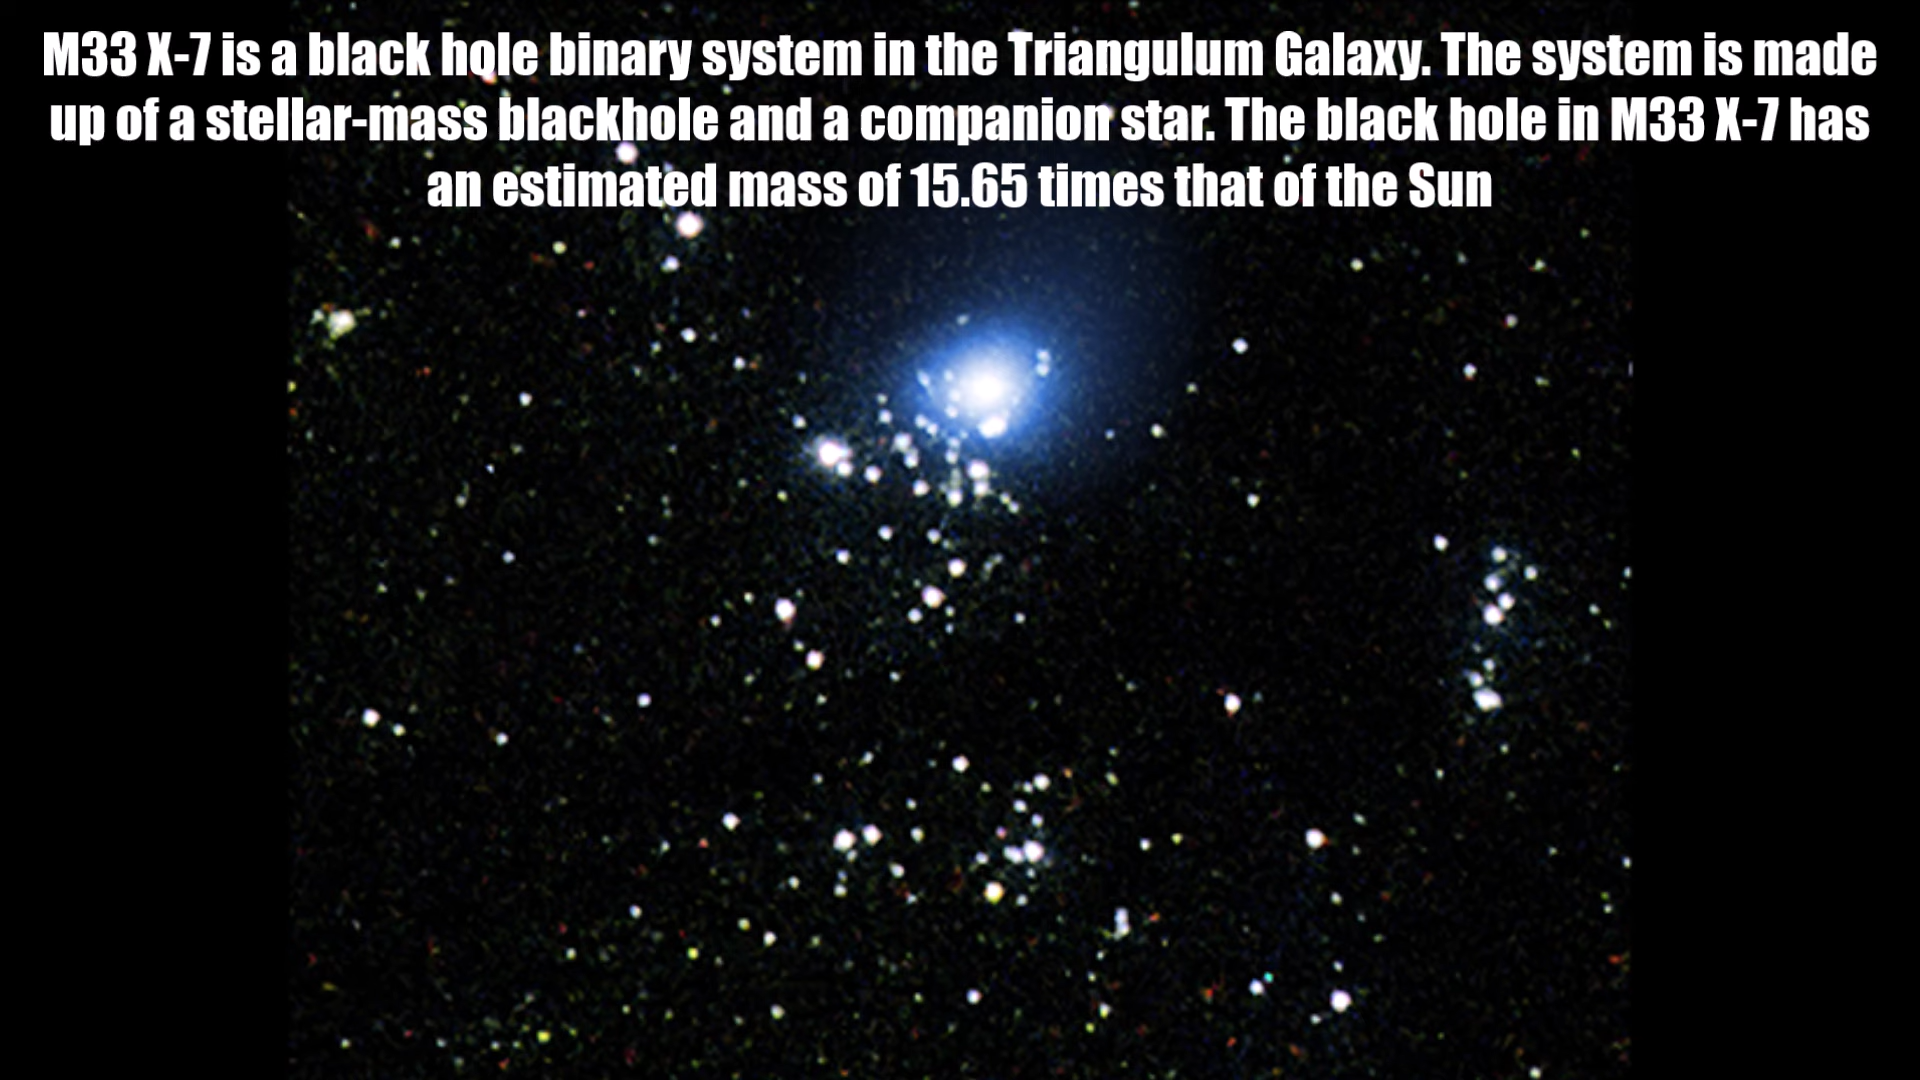 M33 X-7 is a black hole binary system in the Triangulum Galaxy. The system is made
up of a stellar-mass blackhole and a companion star. The black hole in M33 X-7 has
an estimated mass of 15.65 times that of the Sun